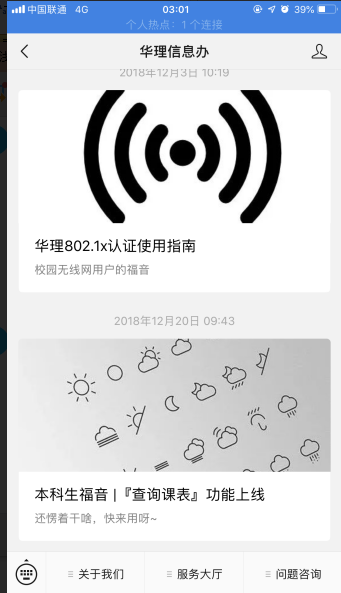 中国联通 4G 03:01 39%
个人热点：1 个连接
华理信息办
2018年12月3日 10:19
华理802.1x认证使用指南
校园无线网用户的福音
2018年12月20日 09:43
本科生福音 |『查询课表』功能上线
还愣着干啥，快来用呀~
关于我们 服务大厅 问题咨询